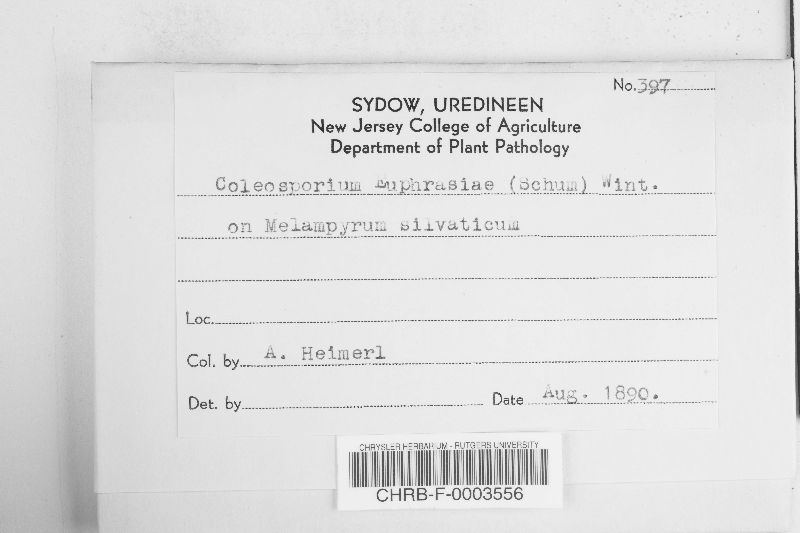 No. 397
SYDOW, UREDINEEN
New Jersey College of Agriculture
Department of Plant Pathology
Coleosporium Euphrasiae (Schum) Wint.
on Melampyrum silvaticum
Loc.
Col. by A. Heimerl
Det. by Date Aug. 1890.
CHRYSLER HERBARIUM - RUTGERS UNIVERSITY
CHRB-F-0003556